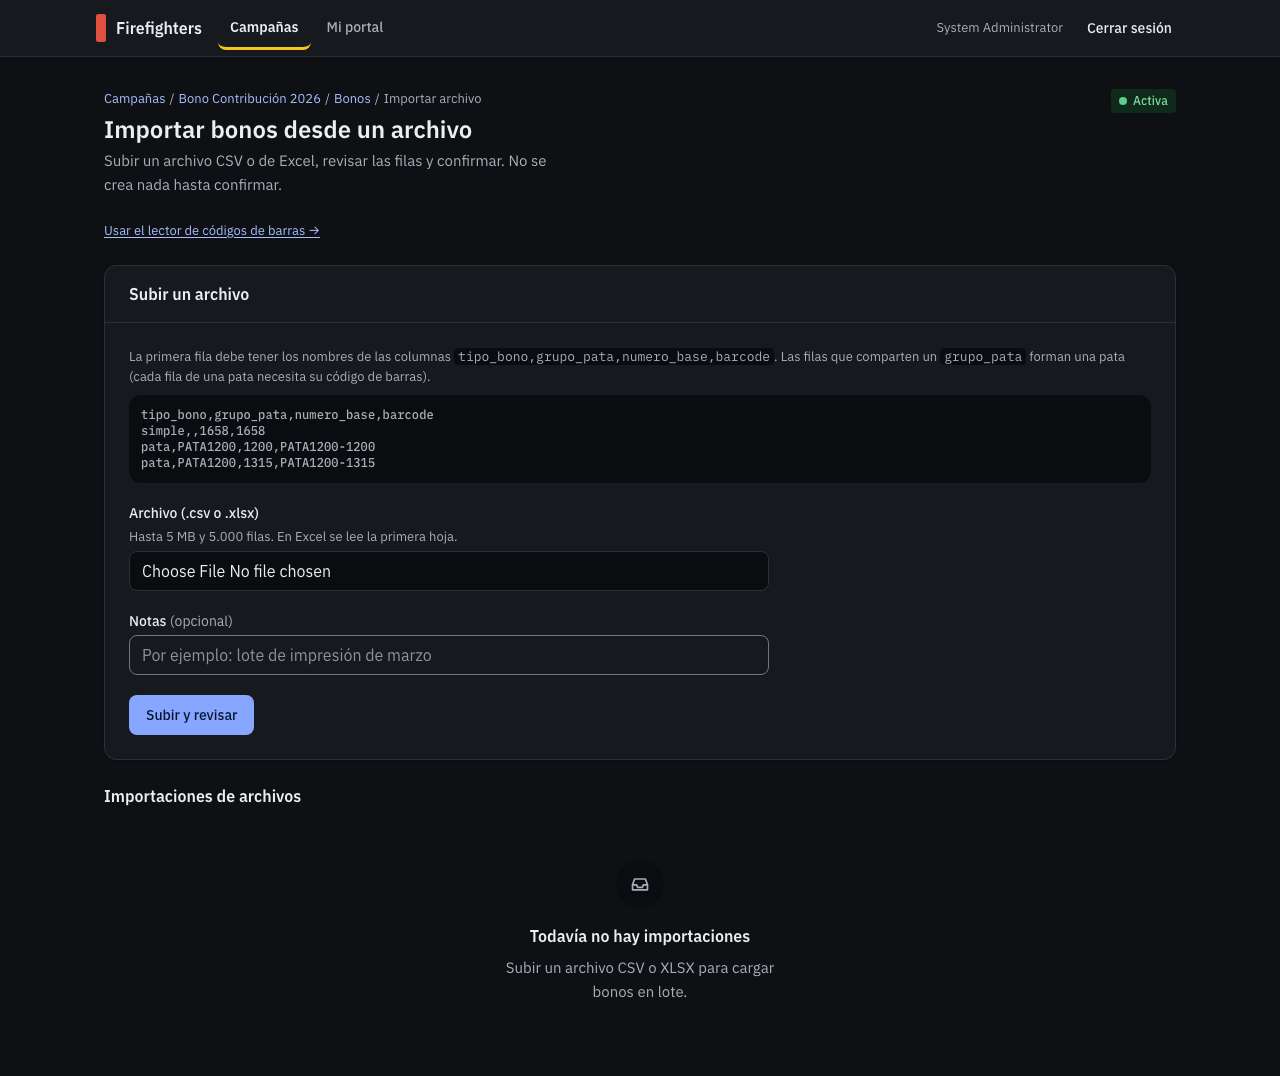 Firefighters
Campañas
Mi portal
System Administrator
Cerrar sesión
Campañas / Bono Contribución 2026 / Bonos / Importar archivo
Activa
Importar bonos desde un archivo
Subir un archivo CSV o de Excel, revisar las filas y confirmar. No se
crea nada hasta confirmar.
Usar el lector de códigos de barras →
Subir un archivo
La primera fila debe tener los nombres de las columnas tipo_bono,grupo_pata,numero_base,barcode. Las filas que comparten un grupo_pata forman una pata
(cada fila de una pata necesita su código de barras).
tipo_bono,grupo_pata,numero_base,barcode
simple,,1658,1658
pata,PATA1200,1200,PATA1200-1200
pata,PATA1200,1315,PATA1200-1315
Archivo (.csv o .xlsx)
Hasta 5 MB y 5.000 filas. En Excel se lee la primera hoja.
Choose File No file chosen
Notas (opcional)
Por ejemplo: lote de impresión de marzo
Subir y revisar
Importaciones de archivos
Todavía no hay importaciones
Subir un archivo CSV o XLSX para cargar
bonos en lote.